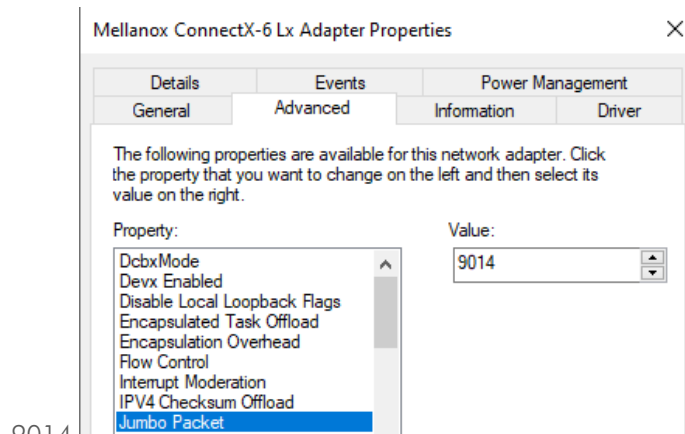 Mellanox ConnectX-6 Lx Adapter Properties
Details Events Power Management
General Advanced Information Driver
The following properties are available for this network adapter. Click
the property that you want to change on the left and then select its
value on the right.
Property: Value:
DcbxMode 9014
Devx Enabled
Disable Local Loopback Flags
Encapsulated Task Offload
Encapsulation Overhead
Flow Control
Interrupt Moderation
IPV4 Checksum Offload
Jumbo Packet
9014